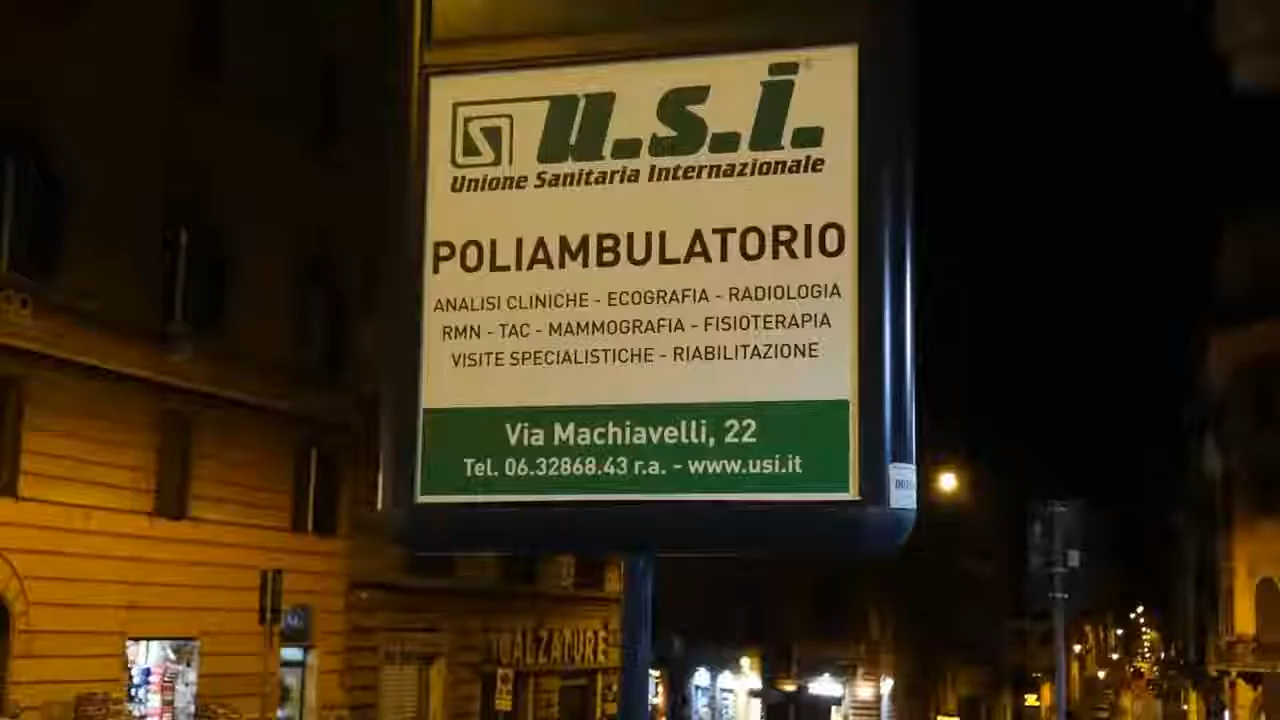 u.s.i.
Unione Sanitaria Internazionale
POLIAMBULATORIO
ANALISI CLINICHE - ECOGRAFIA - RADIOLOGIA
RMN - TAC - MAMMOGRAFIA - FISIOTERAPIA
VISITE SPECIALISTICHE - RIABILITAZIONE
Via Machiavelli, 22
Tel. 06.32868.43 r.a. - www.usi.it
CALZATURE